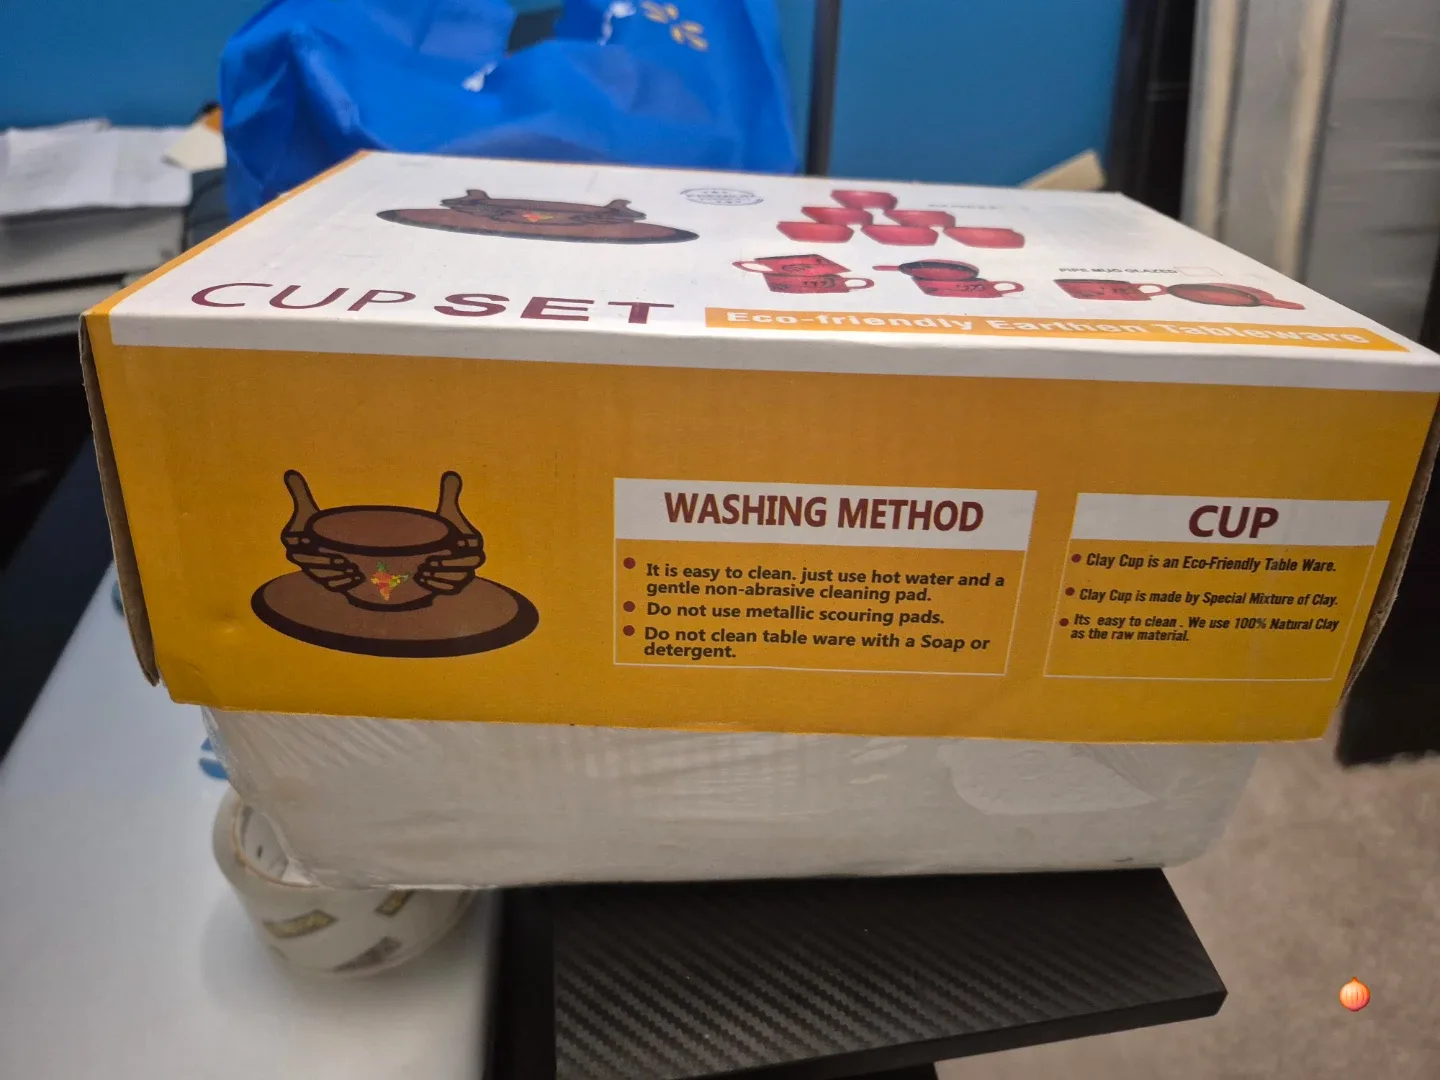 CUP SET
Eco-friendly Earthen Tableware
WASHING METHOD
It is easy to clean. just use hot water and a
gentle non-abrasive cleaning pad.
Do not use metallic scouring pads.
Do not clean table ware with a Soap or
detergent.
CUP
Clay Cup is an Eco-Friendly Table Ware.
Clay Cup is made by Special Mixture of Clay.
Its easy to clean . We use 100% Natural Clay
as the raw material.